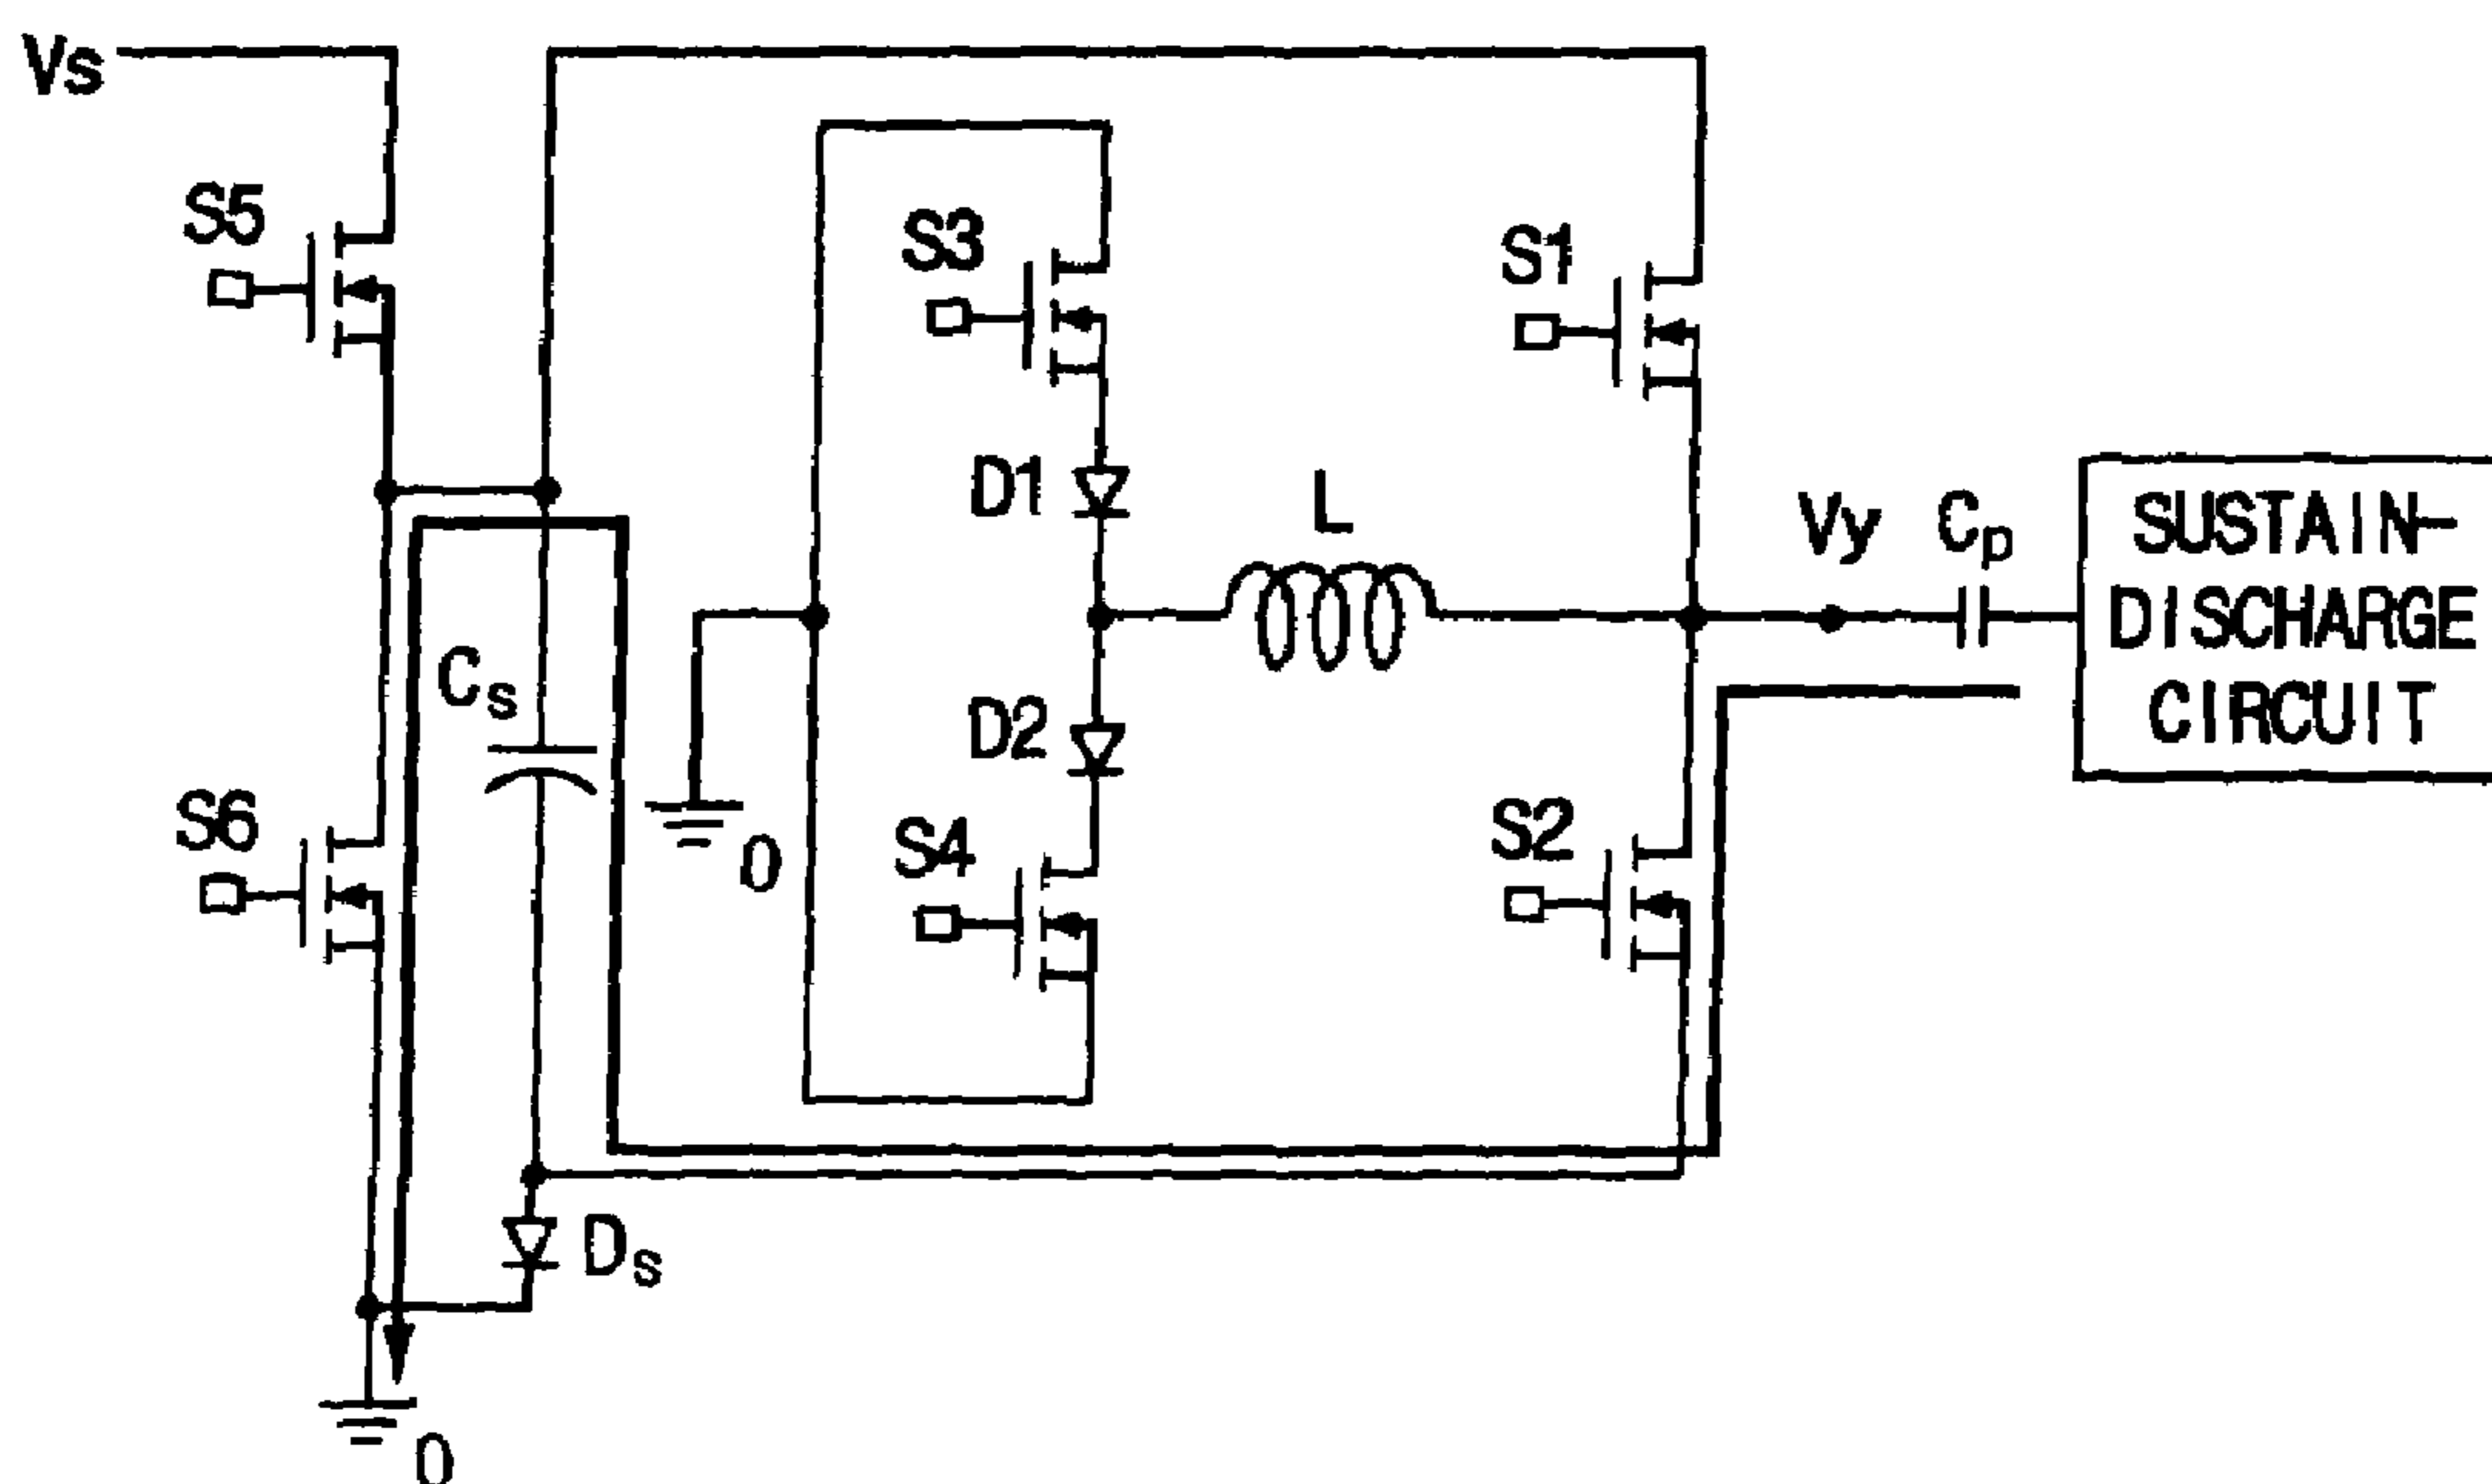 Vs
S5
S3
S1
D1
L
Vy
Cp
SUSTAIN-
DISCHARGE
CIRCUIT
Cs
D2
S6
0
S4
S2
Ds
0